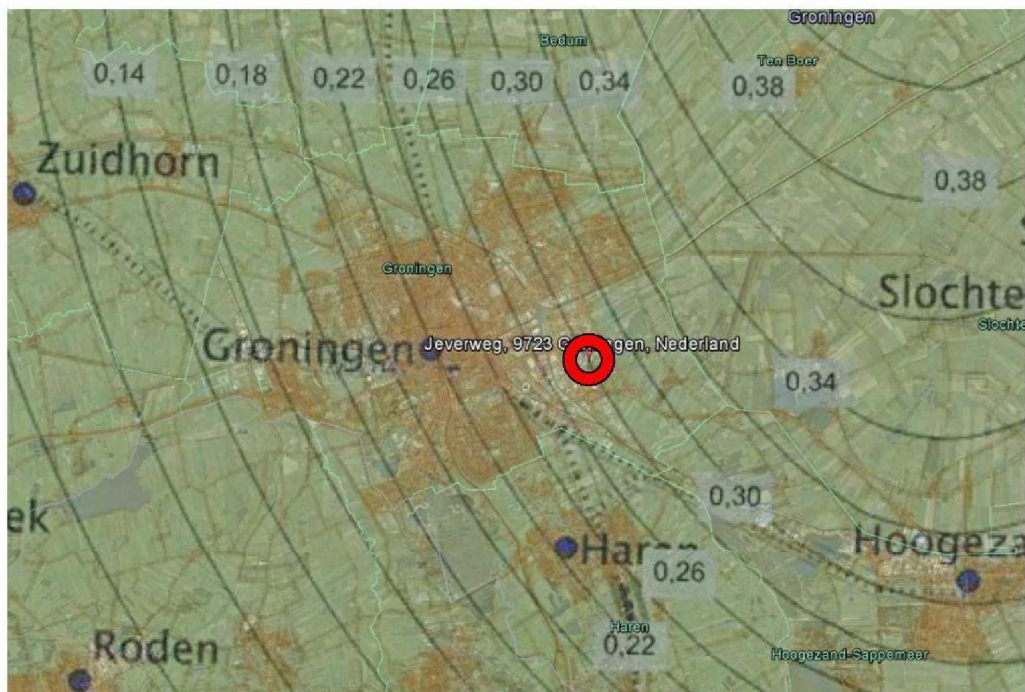 Groningen
Bedum
Ten Boer
0,14
0,18
0,22
0,26
0,30
0,34
0,38
Zuidhorn
0,38
Groningen
Slochte
Slochte
Groningen
Jeverweg, 9723 Groningen, Nederland
0,34
0,30
ek
Haren
Hoogeza
0,26
Haren
0,22
Roden
Hoogezand-Sappemeer